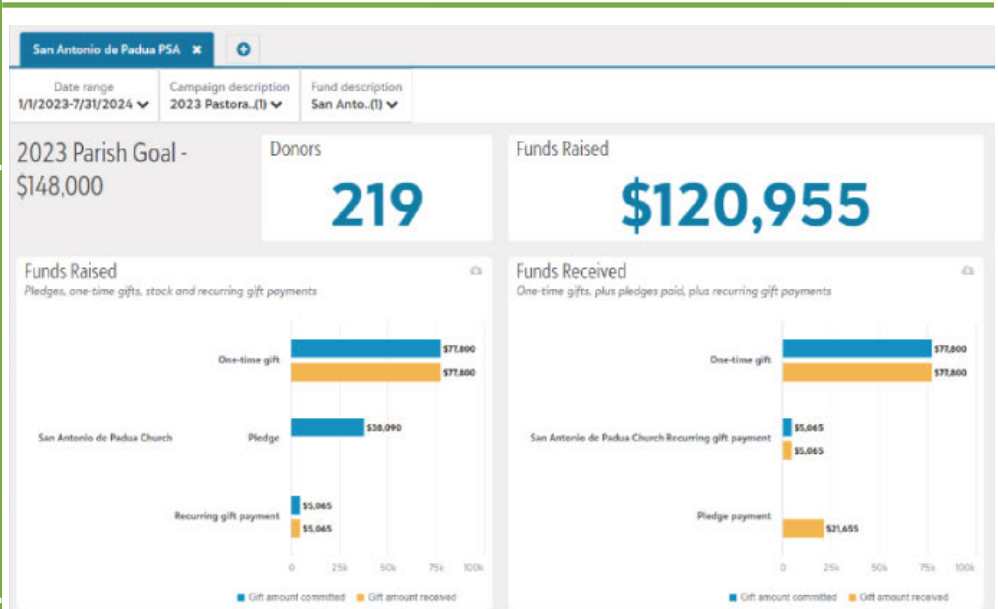 San Antonio de Padua PSA ×
Date range
1/1/2023-7/31/2024
Campaign description
2023 Pastora..(1)
Fund description
San Anto..(1)
2023 Parish Goal -
$148,000
Donors
219
Funds Raised
$120,955
Funds Raised
Pledges, one-time gifts, stock and recurring gift payments
One-time gift
$77,800
$77,800
San Antonio de Padua Church
Pledge
$38,090
Recurring gift payment
$5,065
$5,065
0 25k 50k 75k 100k
Gift amount committed Gift amount received
Funds Received
One-time gifts, plus pledges paid, plus recurring gift payments
One-time gift
$77,800
$77,800
San Antonio de Padua Church Recurring gift payment
$5,065
$5,065
Pledge payment
$21,655
0 25k 50k 75k 100k
Gift amount committed Gift amount received